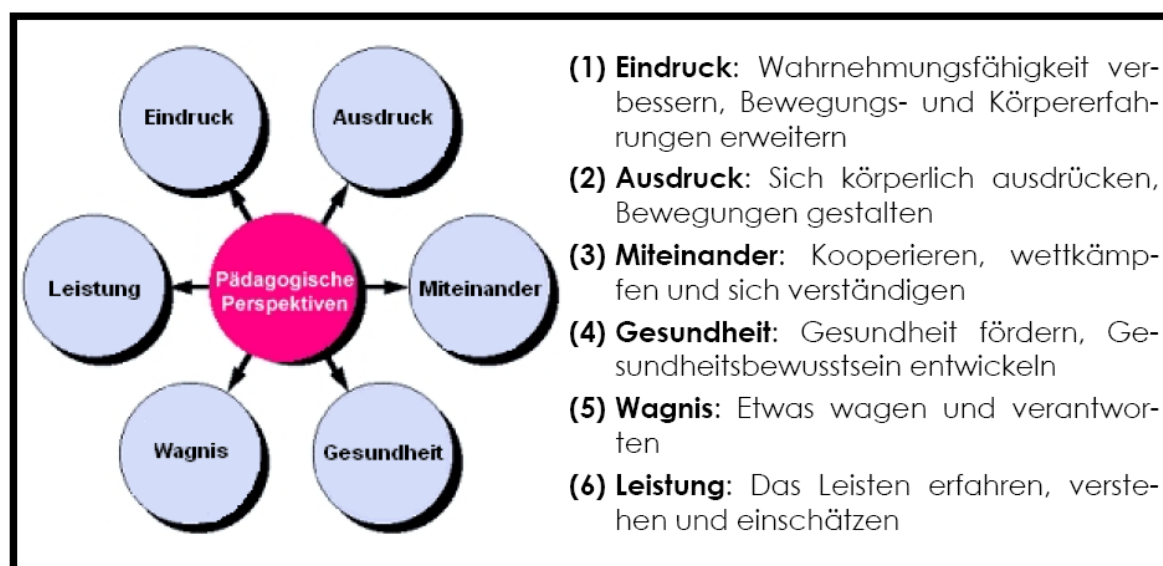 Eindruck
Ausdruck
Leistung
Pädagogische
Perspektiven
Miteinander
Wagnis
Gesundheit
(1) Eindruck: Wahrnehmungsfähigkeit ver-
bessern, Bewegungs- und Körpererfah-
rungen erweitern
(2) Ausdruck: Sich körperlich ausdrücken,
Bewegungen gestalten
(3) Miteinander: Kooperieren, wettkämp-
fen und sich verständigen
(4) Gesundheit: Gesundheit fördern, Ge-
sundheitsbewusstsein entwickeln
(5) Wagnis: Etwas wagen und verantwor-
ten
(6) Leistung: Das Leisten erfahren, verste-
hen und einschätzen